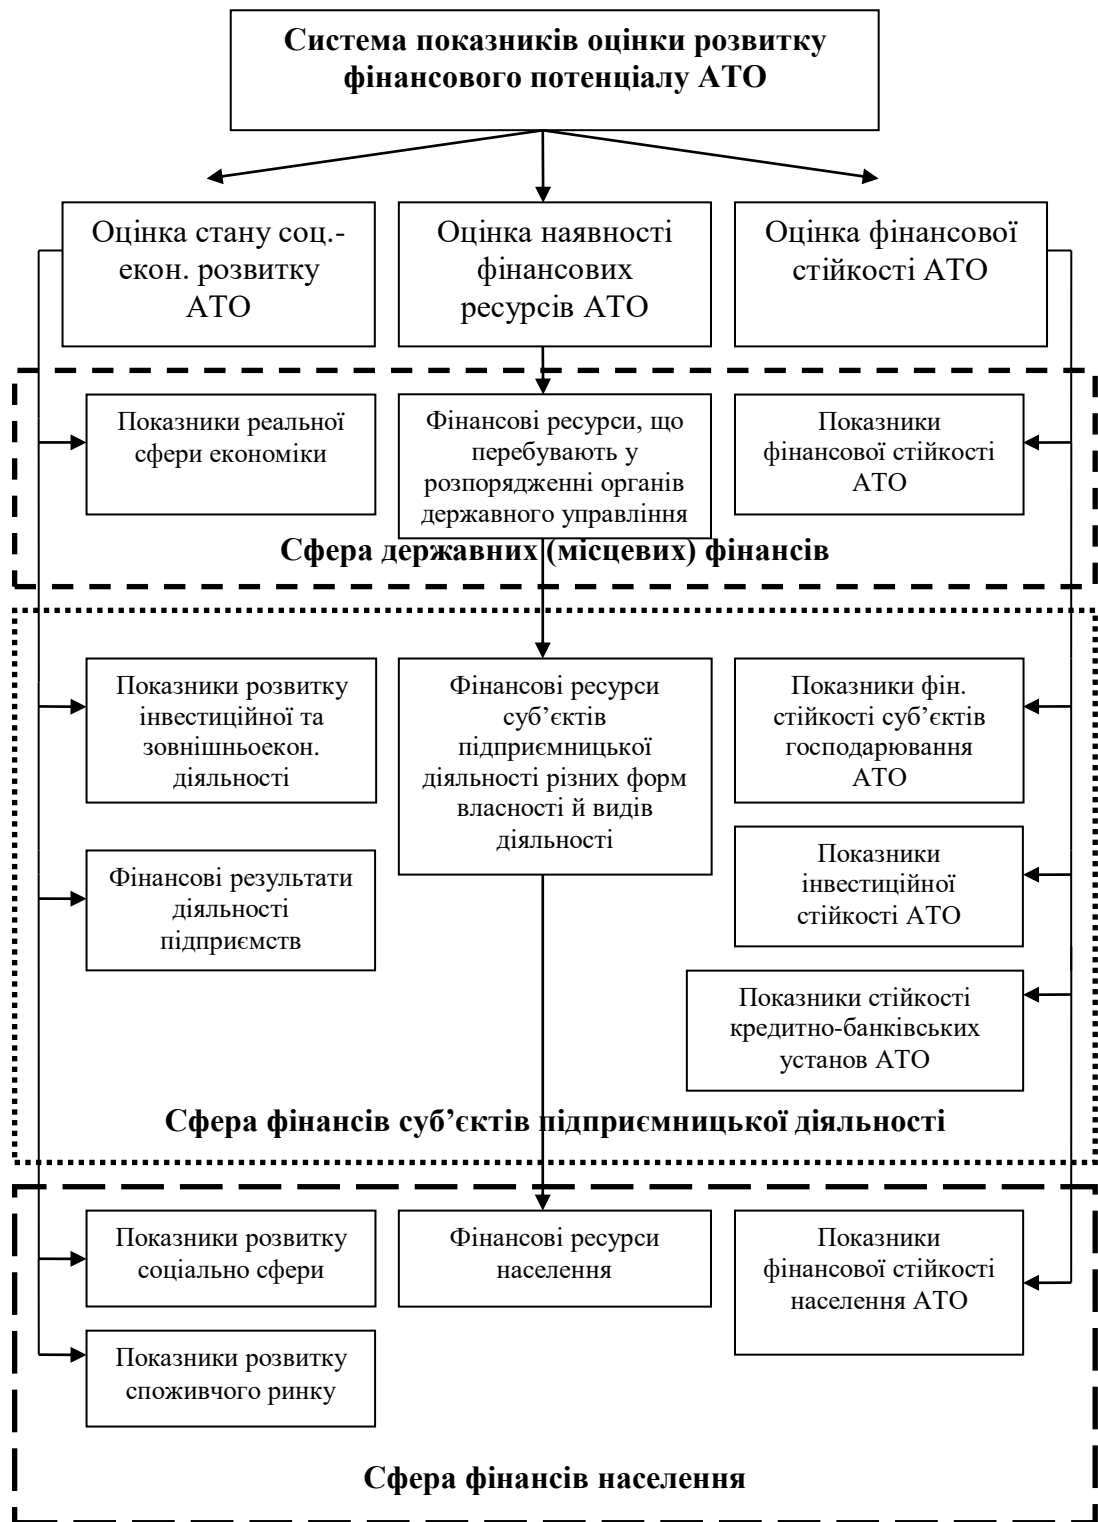 Система показників оцінки розвитку
фінансового потенціалу АТО
Оцінка стану соц.-
екон. розвитку
АТО
Оцінка наявності
фінансових
ресурсів АТО
Оцінка фінансової
стійкості АТО
Показники реальної
сфери економіки
Фінансові ресурси, що
перебувають у
розпорядженні органів
державного управління
Показники
фінансової стійкості
АТО
Сфера державних (місцевих) фінансів
Показники розвитку
інвестиційної та
зовнішньоекон.
діяльності
Фінансові ресурси
суб’єктів
підприємницької
діяльності різних форм
власності й видів
діяльності
Показники фін.
стійкості суб’єктів
господарювання
АТО
Фінансові результати
діяльності
підприємств
Показники
інвестиційної
стійкості АТО
Показники стійкості
кредитно-банківських
установ АТО
Сфера фінансів суб’єктів підприємницької діяльності
Показники розвитку
соціально сфери
Фінансові ресурси
населення
Показники
фінансової стійкості
населення АТО
Показники розвитку
споживчого ринку
Сфера фінансів населення